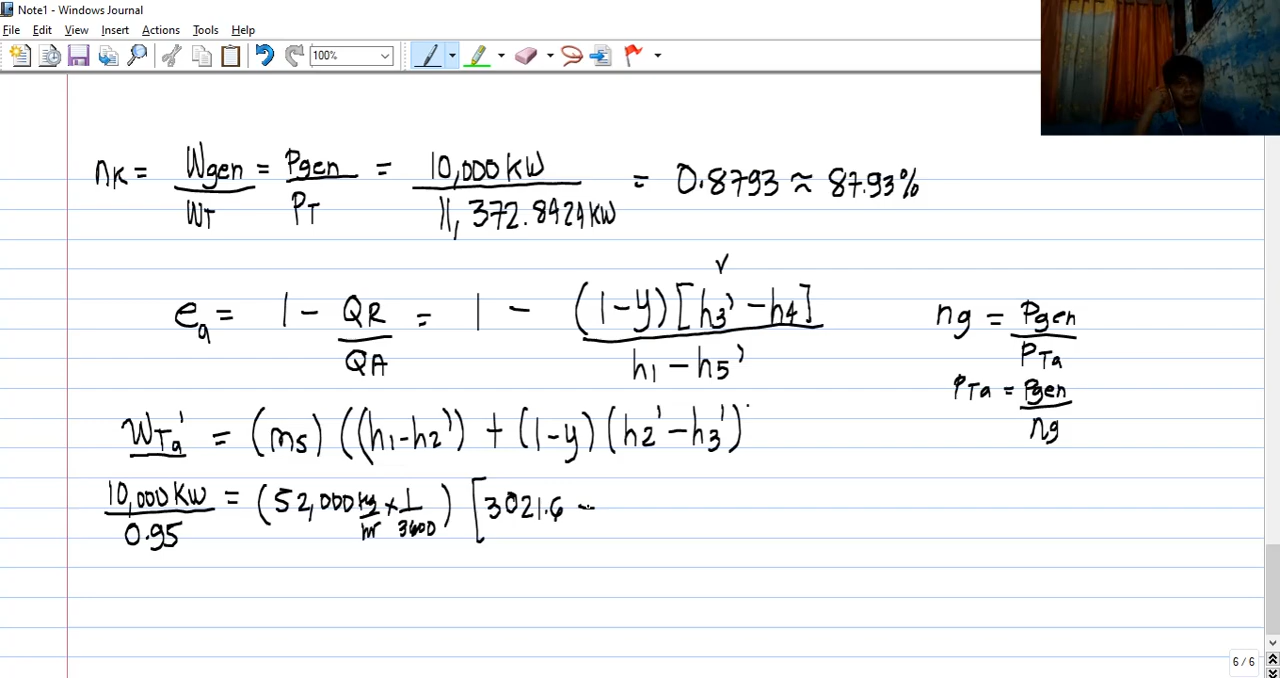 Note1 - Windows Journal
File Edit View Insert Actions Tools Help
100%
nK = Wgen / WT = Pgen / PT = 10,000 KW / 11,372.8424 KW = 0.8793 ≈ 87.93%
ea = 1 - QR / QA = 1 - (1-y)[h3' - h4] / h1 - h5'
ng = Pgen / PTa
PTa = Pgen / ng
WTa' = (ms) ((h1-h2') + (1-y) (h2' - h3')
10,000 KW / 0.95 = (52,000 kg/hr x 1/3600) [3021.6 -
6 / 6